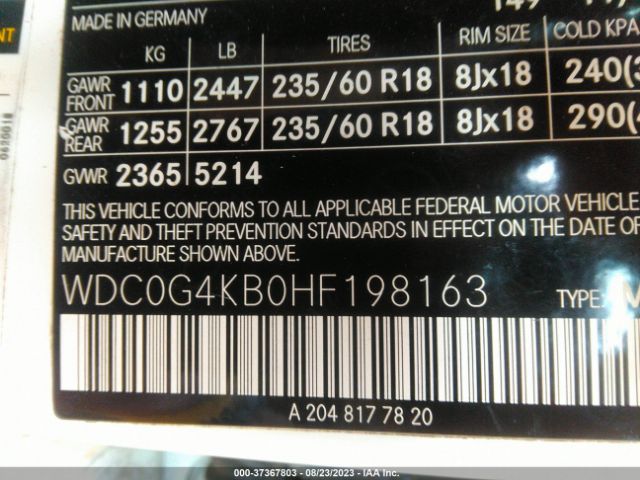 MADE IN GERMANY
KG LB TIRES RIM SIZE COLD KPA
GAWR FRONT 1110 2447 235/60 R18 8Jx18 240(
GAWR REAR 1255 2767 235/60 R18 8Jx18 290(
GVWR 2365 5214
THIS VEHICLE CONFORMS TO ALL APPLICABLE FEDERAL MOTOR VEHICLE
SAFETY AND THEFT PREVENTION STANDARDS IN EFFECT ON THE DATE OF
MANUFACTURE SHOWN ABOVE.
WDC0G4KB0HF198163 TYPE:
A 204 817 78 20
000-37367803 | 08/23/2023 - IAA Inc.